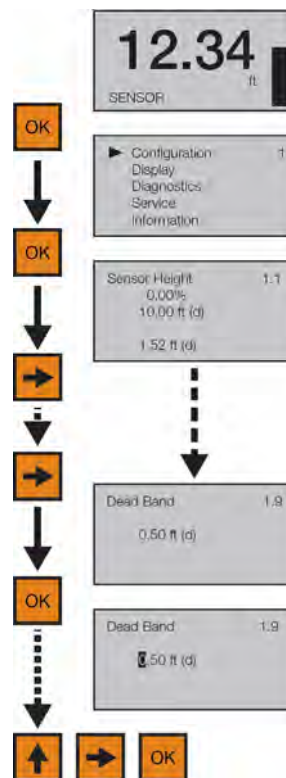 12.34
ft
SENSOR
OK
► Configuration 1
Display
Diagnostics
Service
Information
OK
Sensor Height 1.1
0.00%
10.00 ft (d)
1.52 ft (d)
Dead Band 1.9
0.50 ft (d)
OK
Dead Band 1.9
0.50 ft (d)
OK